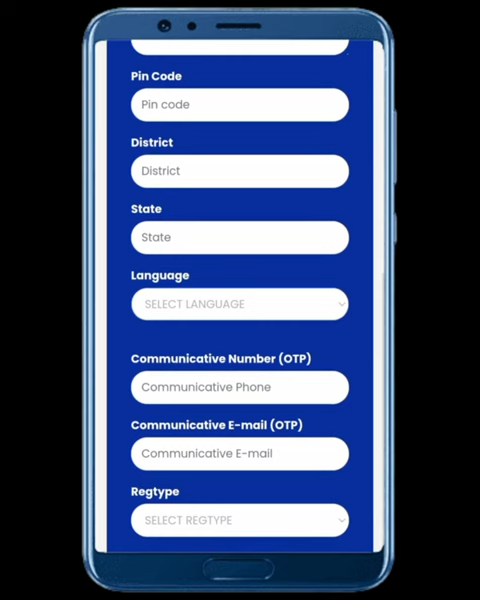 Pin Code
Pin code
District
District
State
State
Language
SELECT LANGUAGE
Communicative Number (OTP)
Communicative Phone
Communicative E-mail (OTP)
Communicative E-mail
Regtype
SELECT REGTYPE